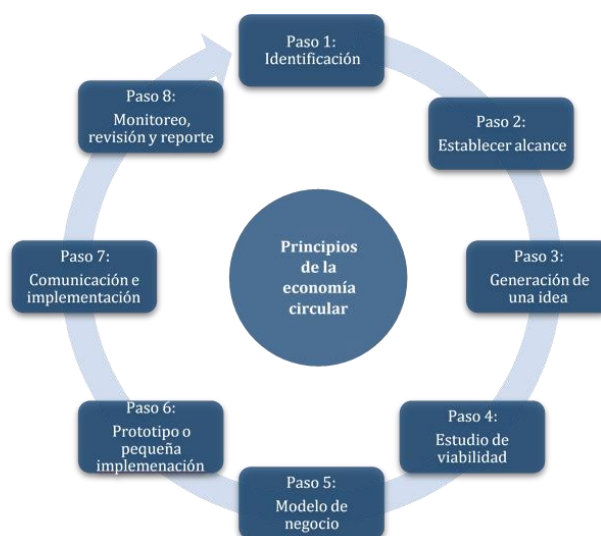 Paso 1:
Identificación
Paso 2:
Establecer alcance
Paso 3:
Generación de
una idea
Paso 4:
Estudio de
viabilidad
Paso 5:
Modelo de
negocio
Paso 6:
Prototipo o
pequeña
implemenación
Paso 7:
Comunicación e
implementación
Paso 8:
Monitoreo,
revisión y reporte
Principios
de la
economía
circular